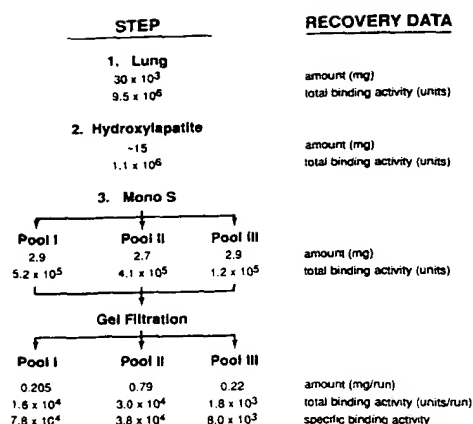 STEP RECOVERY DATA
1. Lung
30 x 10³ amount (mg)
9.5 x 10⁶ total binding activity (units)
2. Hydroxylapatite
~15 amount (mg)
1.1 x 10⁶ total binding activity (units)
3. Mono S
Pool I Pool II Pool III
2.9 2.7 2.9 amount (mg)
5.2 x 10⁵ 4.1 x 10⁵ 1.2 x 10⁵ total binding activity (units)
Gel Filtration
Pool I Pool II Pool III
0.205 0.79 0.22 amount (mg/run)
1.6 x 10⁴ 3.0 x 10⁴ 1.8 x 10³ total binding activity (units/run)
7.8 x 10⁴ 3.8 x 10⁴ 8.0 x 10³ specific binding activity